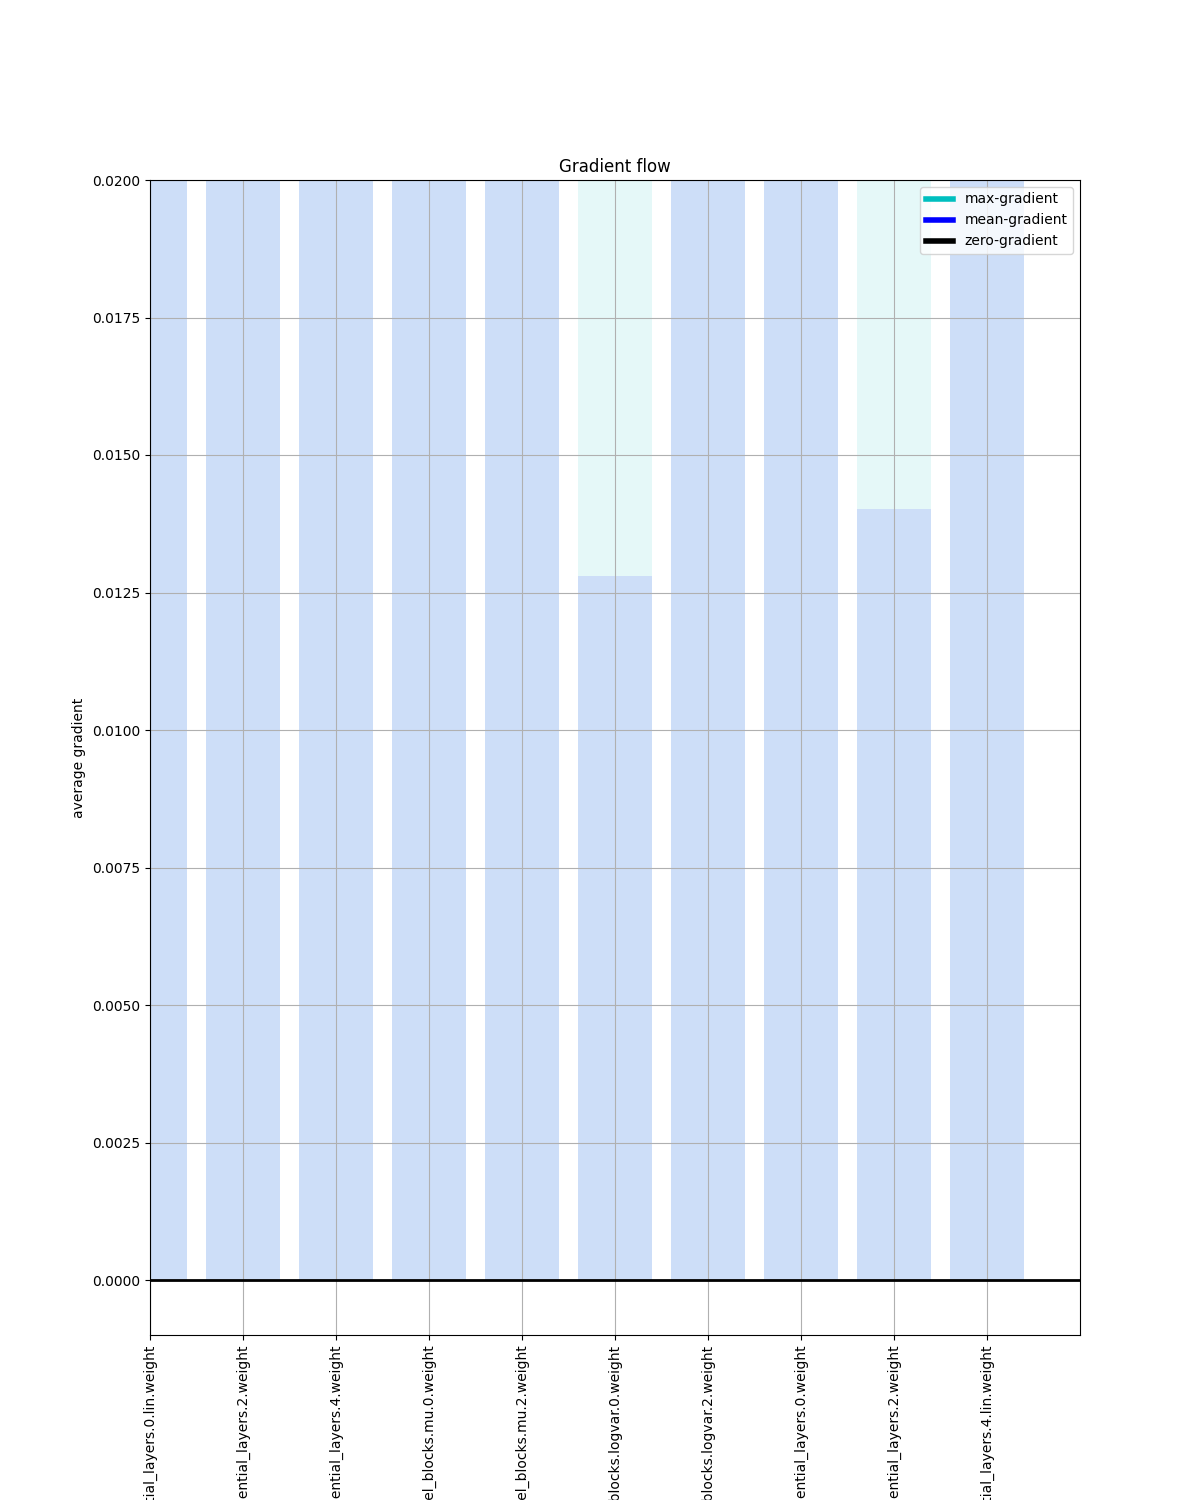 Gradient flow
max-gradient
mean-gradient
zero-gradient
0.0200
0.0175
0.0150
0.0125
0.0100
0.0075
0.0050
0.0025
0.0000
average gradient
tial_layers.0.lin.weight
ential_layers.2.weight
ential_layers.4.weight
el_blocks.mu.0.weight
el_blocks.mu.2.weight
blocks.logvar.0.weight
blocks.logvar.2.weight
ential_layers.0.weight
ential_layers.2.weight
tial_layers.4.lin.weight